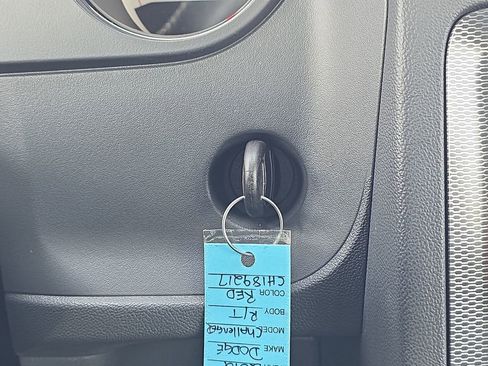 MAKE DODGE
MODEL Challenger
BODY R/T
COLOR RED
CH189217